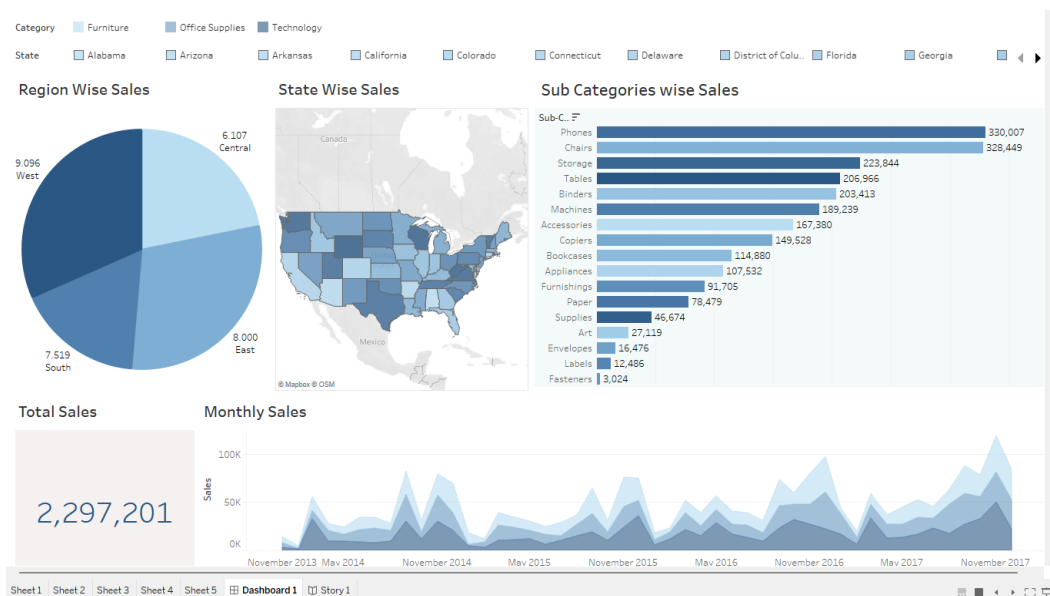 Category Furniture Office Supplies Technology
State Alabama Arizona Arkansas California Colorado Connecticut Delaware District of Colu.. Florida Georgia
Region Wise Sales
6.107
Central
9.096
West
8.000
East
7.519
South
State Wise Sales
Canada
Mexico
© Mapbox © OSM
Sub Categories wise Sales
Sub-C..
Phones 330,007
Chairs 328,449
Storage 223,844
Tables 206,966
Binders 203,413
Machines 189,239
Accessories 167,380
Copiers 149,528
Bookcases 114,880
Appliances 107,532
Furnishings 91,705
Paper 78,479
Supplies 46,674
Art 27,119
Envelopes 16,476
Labels 12,486
Fasteners 3,024
Total Sales
2,297,201
Monthly Sales
Sales
100K
50K
0K
November 2013 May 2014 November 2014 May 2015 November 2015 May 2016 November 2016 May 2017 November 2017
Sheet 1 Sheet 2 Sheet 3 Sheet 4 Sheet 5 Dashboard 1 Story 1